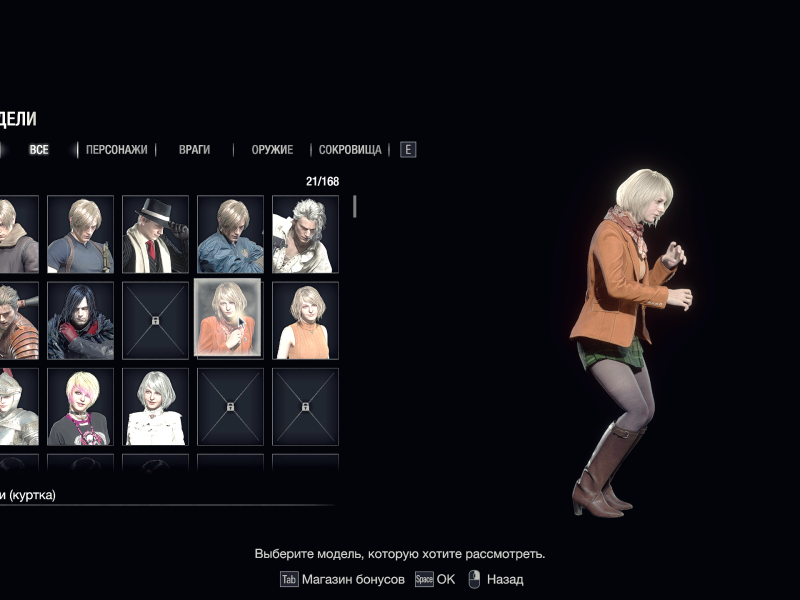 ДЕЛИ
ВСЕ ПЕРСОНАЖИ ВРАГИ ОРУЖИЕ СОКРОВИЩА E
21/168
и (куртка)
Выберите модель, которую хотите рассмотреть.
Tab Магазин бонусов Space OK Назад